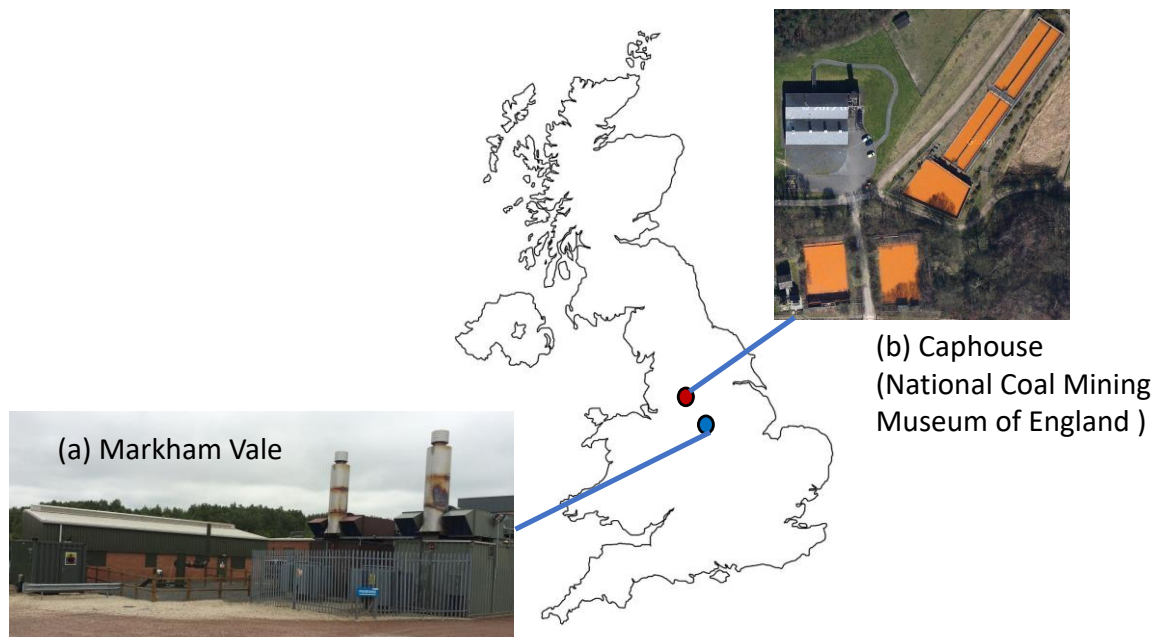 (a) Markham Vale
(b) Caphouse
(National Coal Mining
Museum of England )